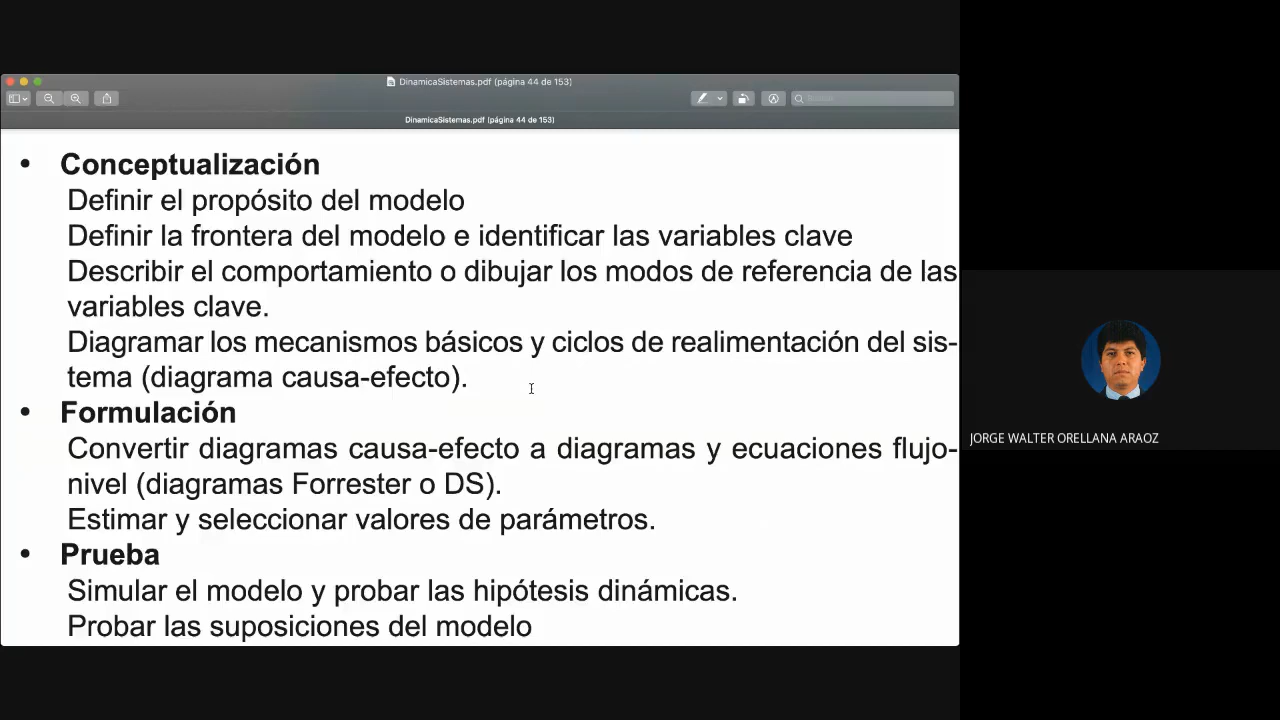 DinamicaSistemas.pdf (página 44 de 153)
DinamicaSistemas.pdf (página 44 de 153)
• Conceptualización
Definir el propósito del modelo
Definir la frontera del modelo e identificar las variables clave
Describir el comportamiento o dibujar los modos de referencia de las
variables clave.
Diagramar los mecanismos básicos y ciclos de realimentación del sis-
tema (diagrama causa-efecto).
• Formulación
Convertir diagramas causa-efecto a diagramas y ecuaciones flujo-
nivel (diagramas Forrester o DS).
Estimar y seleccionar valores de parámetros.
• Prueba
Simular el modelo y probar las hipótesis dinámicas.
Probar las suposiciones del modelo
JORGE WALTER ORELLANA ARAOZ